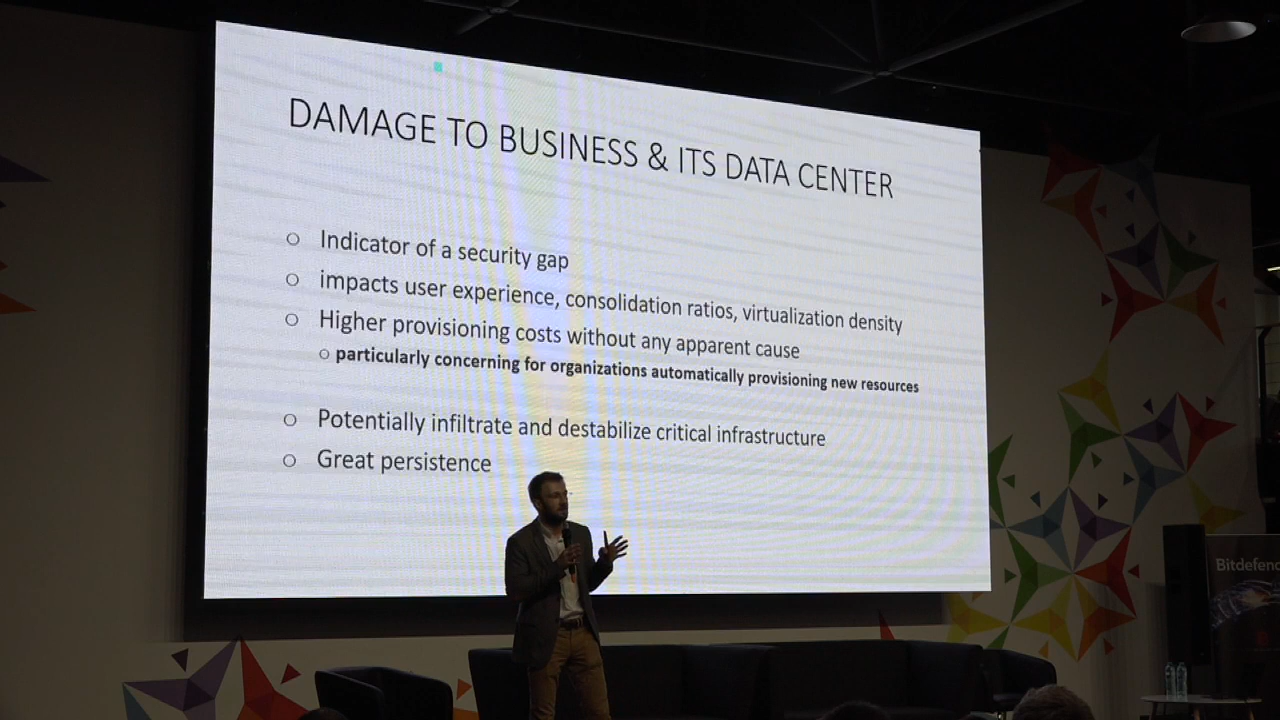 DAMAGE TO BUSINESS & ITS DATA CENTER
Indicator of a security gap
impacts user experience, consolidation ratios, virtualization density
Higher provisioning costs without any apparent cause
particularly concerning for organizations automatically provisioning new resources
Potentially infiltrate and destabilize critical infrastructure
Great persistence
Bitdefend